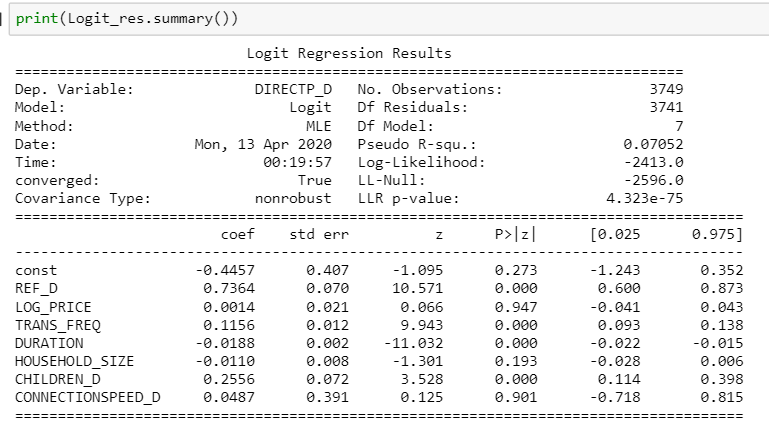 print(Logit_res.summary())
Logit Regression Results
==============================================================================
Dep. Variable: DIRECTP_D No. Observations: 3749
Model: Logit Df Residuals: 3741
Method: MLE Df Model: 7
Date: Mon, 13 Apr 2020 Pseudo R-squ.: 0.07052
Time: 00:19:57 Log-Likelihood: -2413.0
converged: True LL-Null: -2596.0
Covariance Type: nonrobust LLR p-value: 4.323e-75
=====================================================================================
coef std err z P>|z| [0.025 0.975]
-------------------------------------------------------------------------------------
const -0.4457 0.407 -1.095 0.273 -1.243 0.352
REF_D 0.7364 0.070 10.571 0.000 0.600 0.873
LOG_PRICE 0.0014 0.021 0.066 0.947 -0.041 0.043
TRANS_FREQ 0.1156 0.012 9.943 0.000 0.093 0.138
DURATION -0.0188 0.002 -11.032 0.000 -0.022 -0.015
HOUSEHOLD_SIZE -0.0110 0.008 -1.301 0.193 -0.028 0.006
CHILDREN_D 0.2556 0.072 3.528 0.000 0.114 0.398
CONNECTIONSPEED_D 0.0487 0.391 0.125 0.901 -0.718 0.815
=====================================================================================